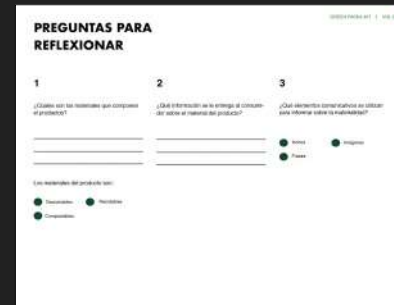 PREGUNTAS PARA
REFLEXIONAR
1
¿Cuáles son los materiales que componen
el producto?
Los materiales del producto son:
Desechables
Reciclables
Compostables
2
¿Qué información se le entrega al consumi-
dor sobre el material del producto?
3
¿Qué elementos comunicativos se utilizan
para informar sobre la materialidad?
Íconos
Imágenes
Frases